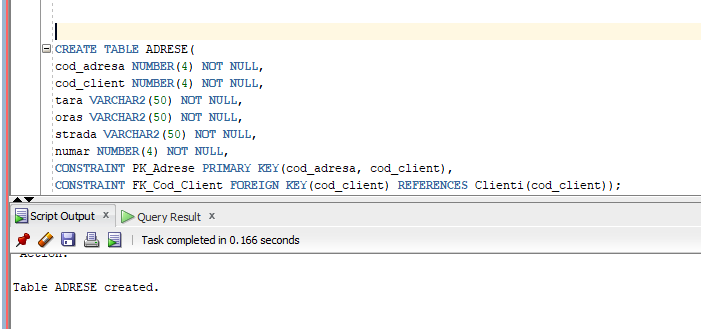 CREATE TABLE ADRESE(
cod_adresa NUMBER(4) NOT NULL,
cod_client NUMBER(4) NOT NULL,
tara VARCHAR2(50) NOT NULL,
oras VARCHAR2(50) NOT NULL,
strada VARCHAR2(50) NOT NULL,
numar NUMBER(4) NOT NULL,
CONSTRAINT PK_Adrese PRIMARY KEY(cod_adresa, cod_client),
CONSTRAINT FK_Cod_Client FOREIGN KEY(cod_client) REFERENCES Clienti(cod_client));
Script Output x Query Result x
Task completed in 0.166 seconds
Action:
Table ADRESE created.